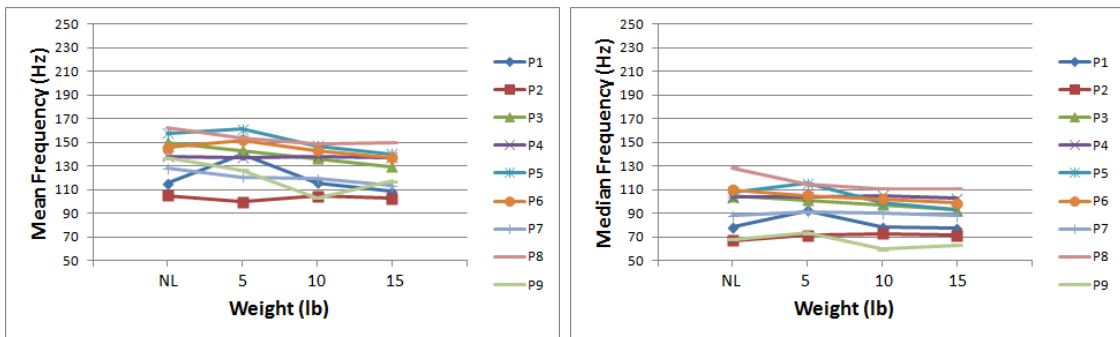 Mean Frequency (Hz)
250
230
210
190
170
150
130
110
90
70
50
NL 5 10 15
Weight (lb)
P1
P2
P3
P4
P5
P6
P7
P8
P9
Median Frequency (Hz)
250
230
210
190
170
150
130
110
90
70
50
NL 5 10 15
Weight (lb)
P1
P2
P3
P4
P5
P6
P7
P8
P9